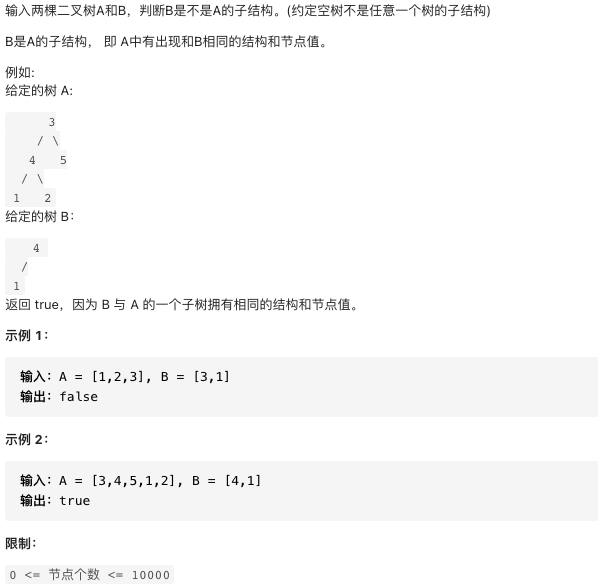 输入两棵二叉树A和B，判断B是不是A的子结构。(约定空树不是任意一个树的子结构)
B是A的子结构， 即 A中有出现和B相同的结构和节点值。
例如:
给定的树 A:
3
/ \
4 5
/ \
1 2
给定的树 B：
4
/
1
返回 true，因为 B 与 A 的一个子树拥有相同的结构和节点值。
示例 1：
输入：A = [1,2,3], B = [3,1]
输出：false
示例 2：
输入：A = [3,4,5,1,2], B = [4,1]
输出：true
限制：
0 <= 节点个数 <= 10000